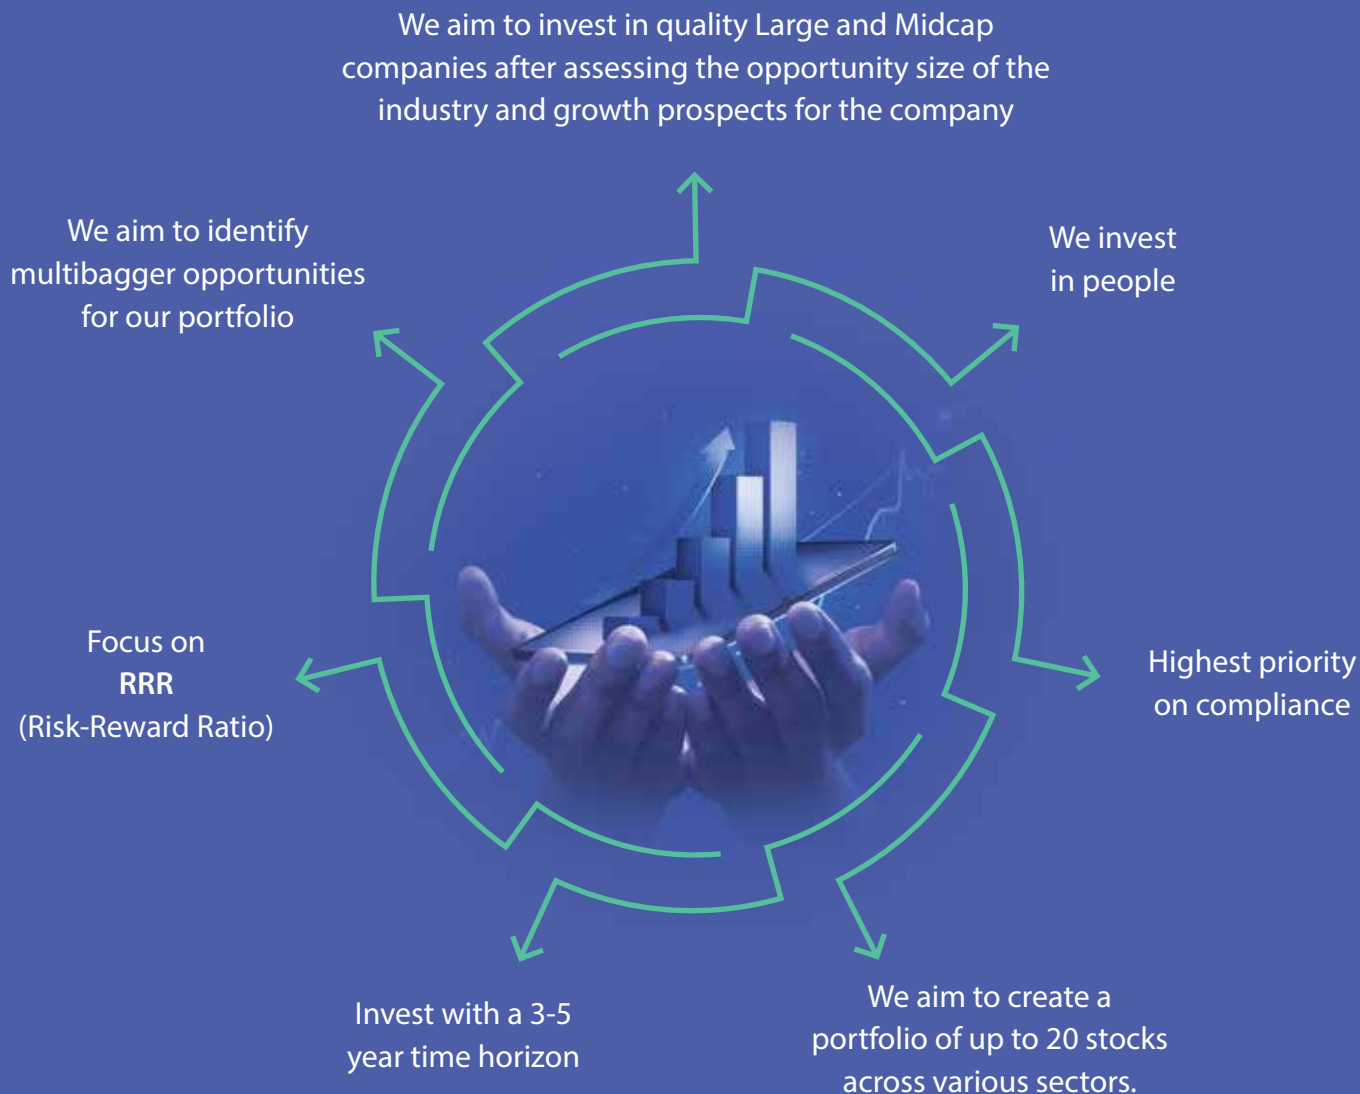 We aim to invest in quality Large and Midcap
companies after assessing the opportunity size of the
industry and growth prospects for the company
We aim to identify
multibagger opportunities
for our portfolio
We invest
in people
Focus on
RRR
(Risk-Reward Ratio)
Highest priority
on compliance
Invest with a 3-5
year time horizon
We aim to create a
portfolio of up to 20 stocks
across various sectors.